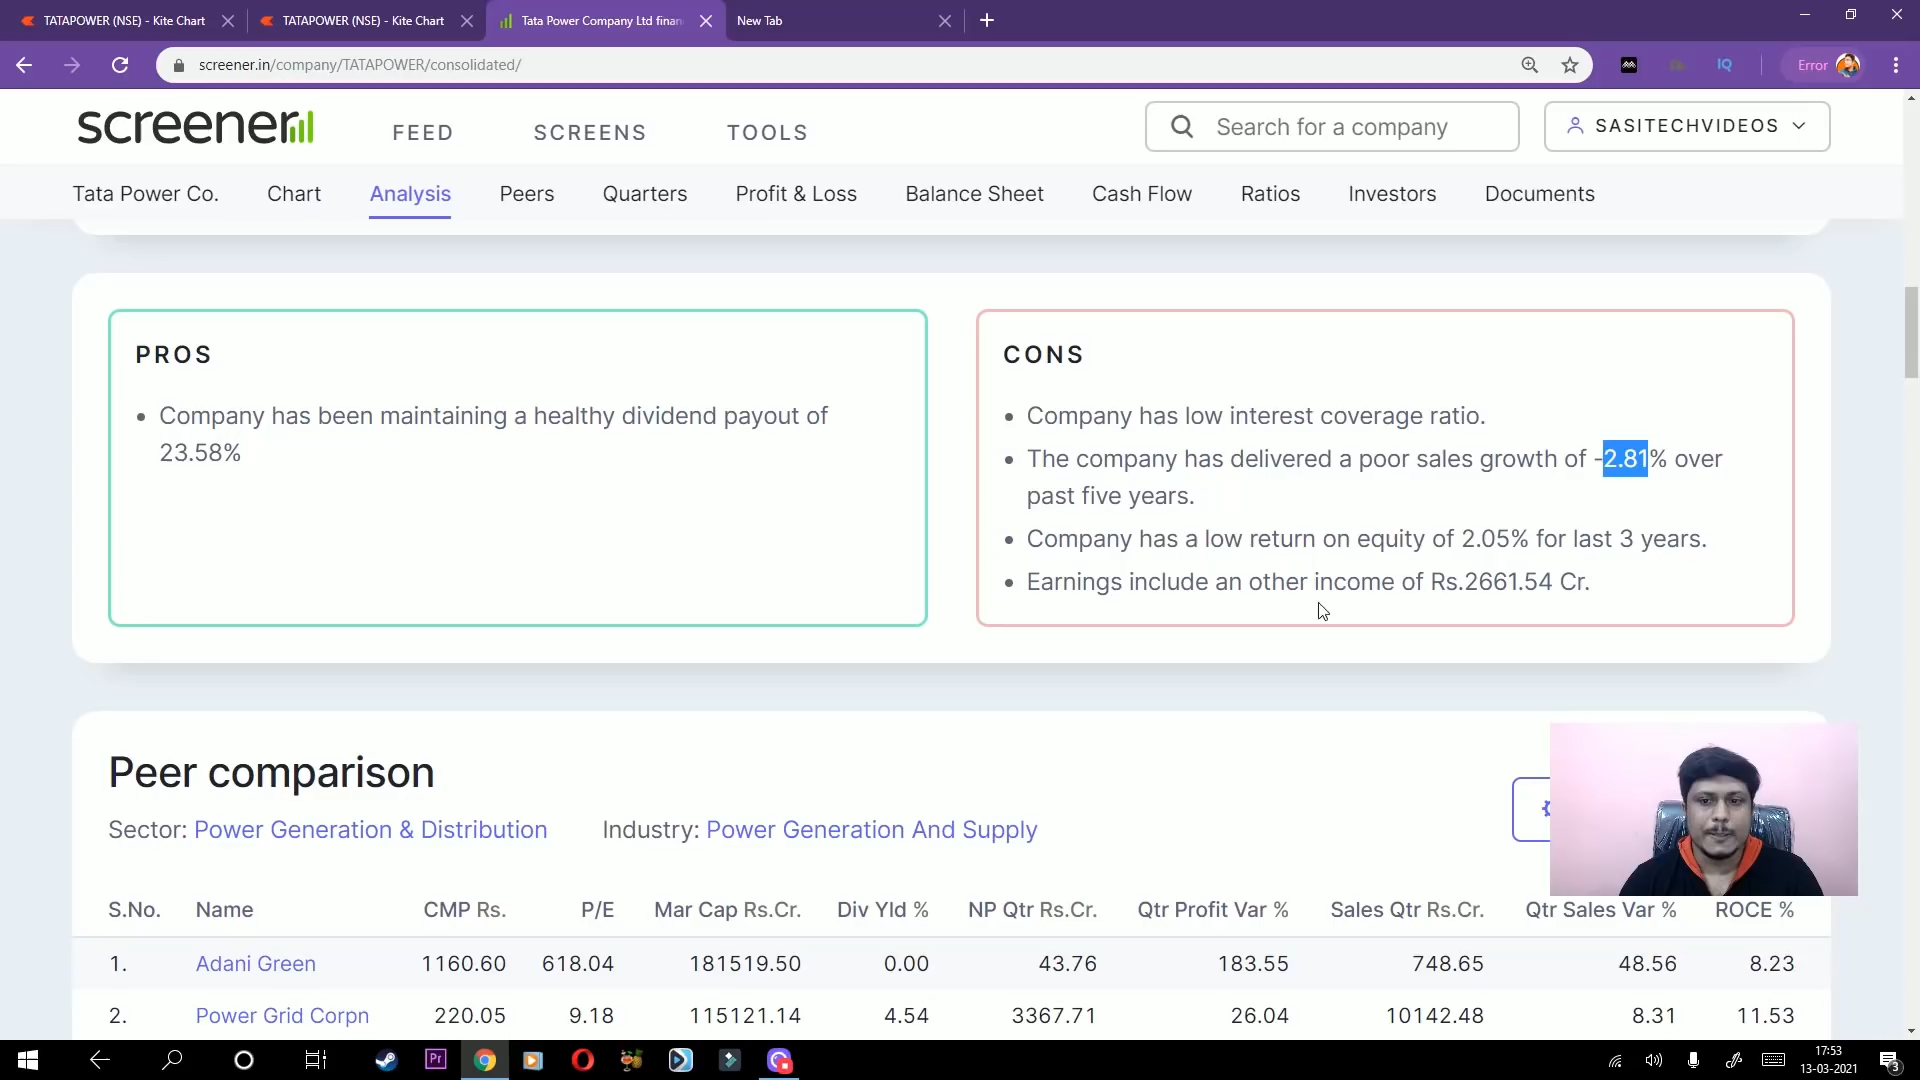 TATAPOWER (NSE) - Kite Chart
TATAPOWER (NSE) - Kite Chart
Tata Power Company Ltd finan
New Tab
screener.in/company/TATAPOWER/consolidated/
IQ
Error
screener
FEED
SCREENS
TOOLS
Search for a company
SASITECHVIDEOS
Tata Power Co.
Chart
Analysis
Peers
Quarters
Profit & Loss
Balance Sheet
Cash Flow
Ratios
Investors
Documents
PROS
• Company has been maintaining a healthy dividend payout of
23.58%
CONS
• Company has low interest coverage ratio.
• The company has delivered a poor sales growth of -2.81% over
past five years.
• Company has a low return on equity of 2.05% for last 3 years.
• Earnings include an other income of Rs.2661.54 Cr.
Peer comparison
Sector: Power Generation & Distribution Industry: Power Generation And Supply
S.No. Name CMP Rs. P/E Mar Cap Rs.Cr. Div Yld % NP Qtr Rs.Cr. Qtr Profit Var % Sales Qtr Rs.Cr. Qtr Sales Var % ROCE %
1. Adani Green 1160.60 618.04 181519.50 0.00 43.76 183.55 748.65 48.56 8.23
2. Power Grid Corpn 220.05 9.18 115121.14 4.54 3367.71 26.04 10142.48 8.31 11.53
Pr
17:53
13-03-2021
3